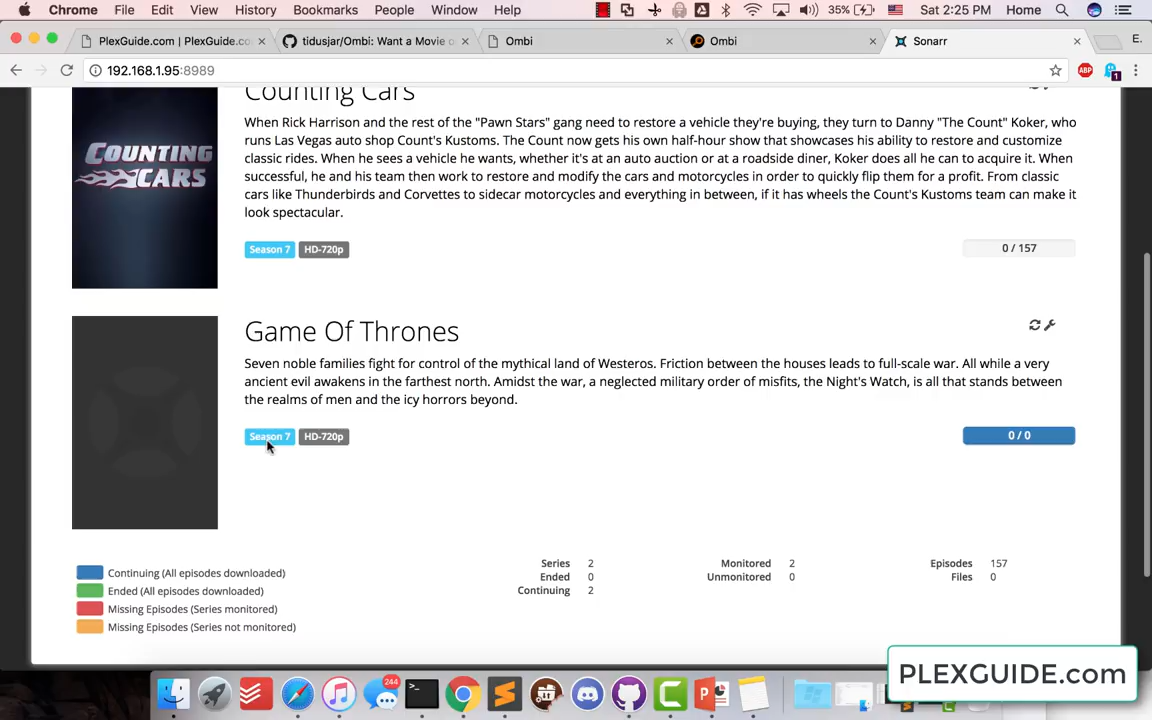 Chrome File Edit View History Bookmarks People Window Help 35% Sat 2:25 PM Home
PlexGuide.com | PlexGuide.co
tidusjar/Ombi: Want a Movie o
Ombi
Ombi
Sonarr
E.
192.168.1.95:8989
ABP
1
Counting Cars
When Rick Harrison and the rest of the "Pawn Stars" gang need to restore a vehicle they're buying, they turn to Danny "The Count" Koker, who
runs Las Vegas auto shop Count's Kustoms. The Count now gets his own half-hour show that showcases his ability to restore and customize
classic rides. When he sees a vehicle he wants, whether it's at an auto auction or at a roadside diner, Koker does all he can to acquire it. When
successful, he and his team then work to restore and modify the cars and motorcycles in order to quickly flip them for a profit. From classic
cars like Thunderbirds and Corvettes to sidecar motorcycles and everything in between, if it has wheels the Count's Kustoms team can make it
look spectacular.
COUNTING
CARS
Season 7 HD-720p
0 / 157
Game Of Thrones
Seven noble families fight for control of the mythical land of Westeros. Friction between the houses leads to full-scale war. All while a very
ancient evil awakens in the farthest north. Amidst the war, a neglected military order of misfits, the Night's Watch, is all that stands between
the realms of men and the icy horrors beyond.
Season 7 HD-720p
0 / 0
Continuing (All episodes downloaded)
Ended (All episodes downloaded)
Missing Episodes (Series monitored)
Missing Episodes (Series not monitored)
Series 2
Ended 0
Continuing 2
Monitored 2
Unmonitored 0
Episodes 157
Files 0
244
PLEXGUIDE.com